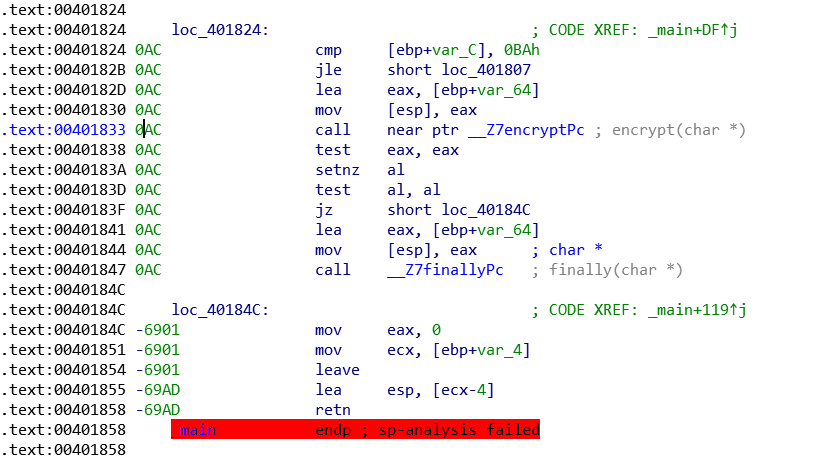 .text:00401824
.text:00401824 loc_401824: ; CODE XREF: _main+DF↑j
.text:00401824 0AC cmp [ebp+var_C], 0BAh
.text:0040182B 0AC jle short loc_401807
.text:0040182D 0AC lea eax, [ebp+var_64]
.text:00401830 0AC mov [esp], eax
.text:00401833 0AC call near ptr __Z7encryptPc ; encrypt(char *)
.text:00401838 0AC test eax, eax
.text:0040183A 0AC setnz al
.text:0040183D 0AC test al, al
.text:0040183F 0AC jz short loc_40184C
.text:00401841 0AC lea eax, [ebp+var_64]
.text:00401844 0AC mov [esp], eax ; char *
.text:00401847 0AC call __Z7finallyPc ; finally(char *)
.text:0040184C
.text:0040184C loc_40184C: ; CODE XREF: _main+119↑j
.text:0040184C -6901 mov eax, 0
.text:00401851 -6901 mov ecx, [ebp+var_4]
.text:00401854 -6901 leave
.text:00401855 -69AD lea esp, [ecx-4]
.text:00401858 -69AD retn
.text:00401858 _main endp ; sp-analysis failed
.text:00401858